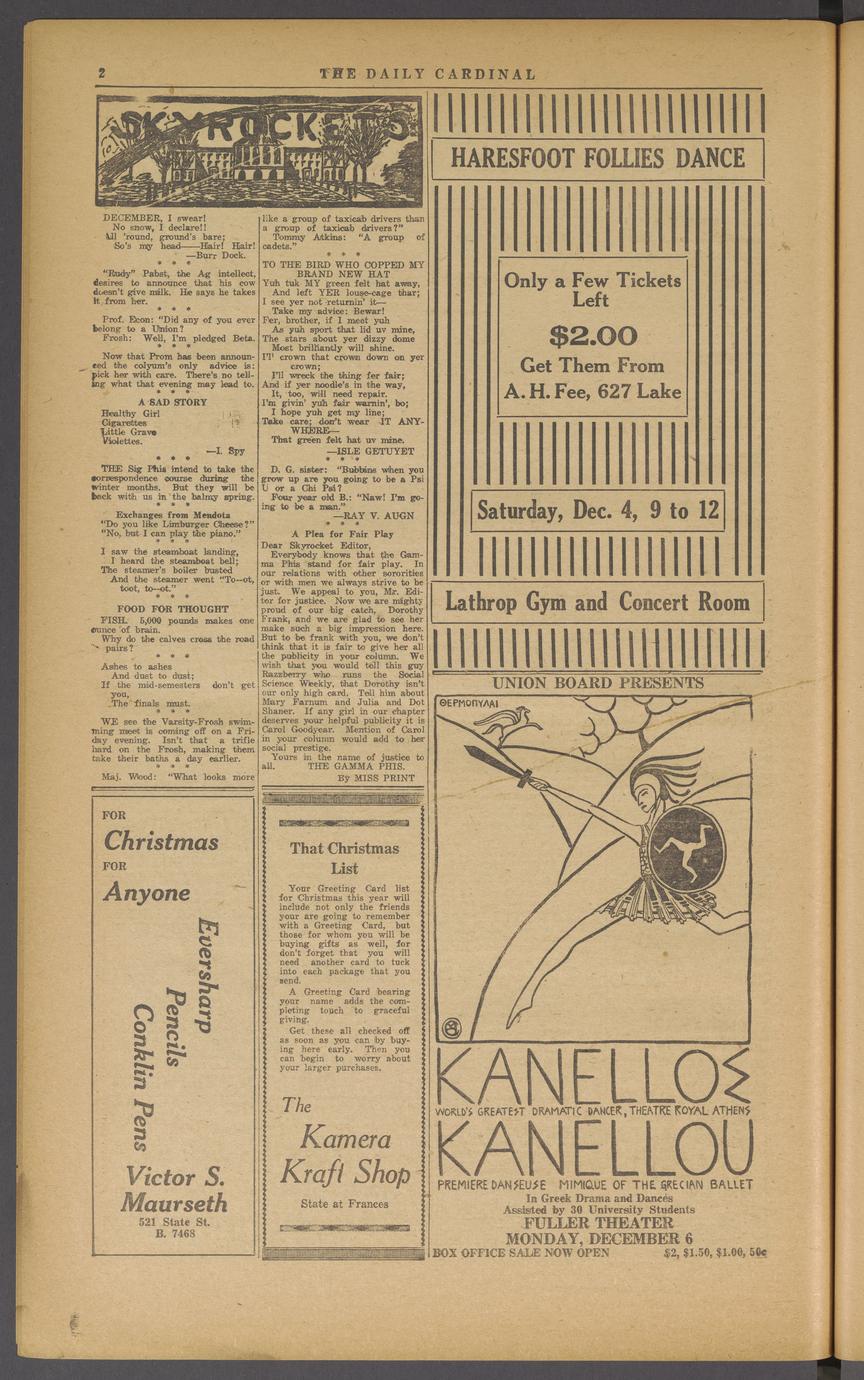 2
THE DAILY CARDINAL
SKYROCKETS
DECEMBER, I swear!
No snow, I declare!!
All 'round, ground's bare;
So's my head——Hair! Hair!
—Burr Dock.
* * *
"Rudy" Pabst, the Ag intellect,
desires to announce that his cow
doesn't give milk. He says he takes
it from her.
* * *
Prof. Econ: "Did any of you ever
belong to a Union?
Frosh: Well, I'm pledged Beta.
* * *
Now that Prom has been announ-
ced the colyum's only advice is:
pick her with care. There's no tell-
ing what that evening may lead to.
* * *
A SAD STORY
Healthy Girl
Cigarettes
Little Grave
Violettes.
—I. Spy
* * *
THE Sig Phis intend to take the
correspondence course during the
winter months. But they will be
back with us in the balmy spring.
* * *
Exchanges from Mendota
"Do you like Limburger Cheese?"
"No, but I can play the piano."
* * *
I saw the steamboat landing,
I heard the steamboat bell;
The steamer's boiler busted
And the steamer went "To--ot,
toot, to--ot."
* * *
FOOD FOR THOUGHT
FISH. 5,000 pounds makes one
ounce of brain.
Why do the calves cross the road
pairs?
* * *
Ashes to ashes
And dust to dust;
If the mid-semesters don't get
you,
The finals must.
* * *
WE see the Varsity-Frosh swim-
ming meet is coming off on a Fri-
day evening. Isn't that a trifle
hard on the Frosh, making them
take their baths a day earlier.
* * *
Maj. Wood: "What looks more
like a group of taxicab drivers than
a group of taxicab drivers?"
Tommy Atkins: "A group of
cadets."
* * *
TO THE BIRD WHO COPPED MY
BRAND NEW HAT
Yuh tuk MY green felt hat away,
And left YER louse-cage thar;
I see yer not returnin' it—
Take my advice: Bewar!
Fer, brother, if I meet yuh
As yuh sport that lid uv mine,
The stars about yer dizzy dome
Most brilliantly will shine.
I'l' crown that crown down on yer
crown;
I'll wreck the thing fer fair;
And if yer noodle's in the way,
It, too, will need repair.
I'm givin' yuh fair warnin', bo;
I hope yuh get my line;
Take care; don't wear IT ANY-
WHERE—
That green felt hat uv mine.
—ISLE GETUYET
* * *
D. G. sister: "Bubbins when you
grow up are you going to be a Psi
U or a Chi Psi?
Four year old B.: "Naw! I'm go-
ing to be a man."
—RAY V. AUGN
* * *
A Plea for Fair Play
Dear Skyrocket Editor,
Everybody knows that the Gam-
ma Phis stand for fair play. In
our relations with other sororities
or with men we always strive to be
just. We appeal to you, Mr. Edi-
tor for justice. Now we are mighty
proud of our big catch, Dorothy
Frank, and we are glad to see her
make such a big impression here.
But to be frank with you, we don't
think that it is fair to give her all
the publicity in your column. We
wish that you would tell this guy
Razzberry who runs the Social
Science Weekly, that Dorothy isn't
our only high card. Tell him about
Mary Farnum and Julia and Dot
Shaner. If any girl in our chapter
deserves your helpful publicity it is
Carol Goodyear. Mention of Carol
in your column would add to her
social prestige.
Yours in the name of justice to
all. THE GAMMA PHIS.
By MISS PRINT
FOR
Christmas
FOR
Anyone
Eversharp
Pencils
Conklin Pens
Victor S.
Maurseth
521 State St.
B. 7468
That Christmas
List
Your Greeting Card list
for Christmas this year will
include not only the friends
your are going to remember
with a Greeting Card, but
those for whom you will be
buying gifts as well, for
don't forget that you will
need another card to tuck
into each package that you
send.
A Greeting Card bearing
your name adds the com-
pleting touch to graceful
giving.
Get these all checked off
as soon as you can by buy-
ing here early. Then you
can begin to worry about
your larger purchases.
The
Kamera
Kraft Shop
State at Frances
HARESFOOT FOLLIES DANCE
Only a Few Tickets
Left
$2.00
Get Them From
A. H. Fee, 627 Lake
Saturday, Dec. 4, 9 to 12
Lathrop Gym and Concert Room
UNION BOARD PRESENTS
ΘΕΡΜΟΠΥΛΑΙ
KANELLOΣ
WORLD'S GREATEST DRAMATIC DANCER, THEATRE ROYAL ATHENS
KANELLOU
PREMIERE DANSEUSE MIMIQUE OF THE GRECIAN BALLET
In Greek Drama and Dances
Assisted by 30 University Students
FULLER THEATER
MONDAY, DECEMBER 6
BOX OFFICE SALE NOW OPEN $2, $1.50, $1.00, 50c